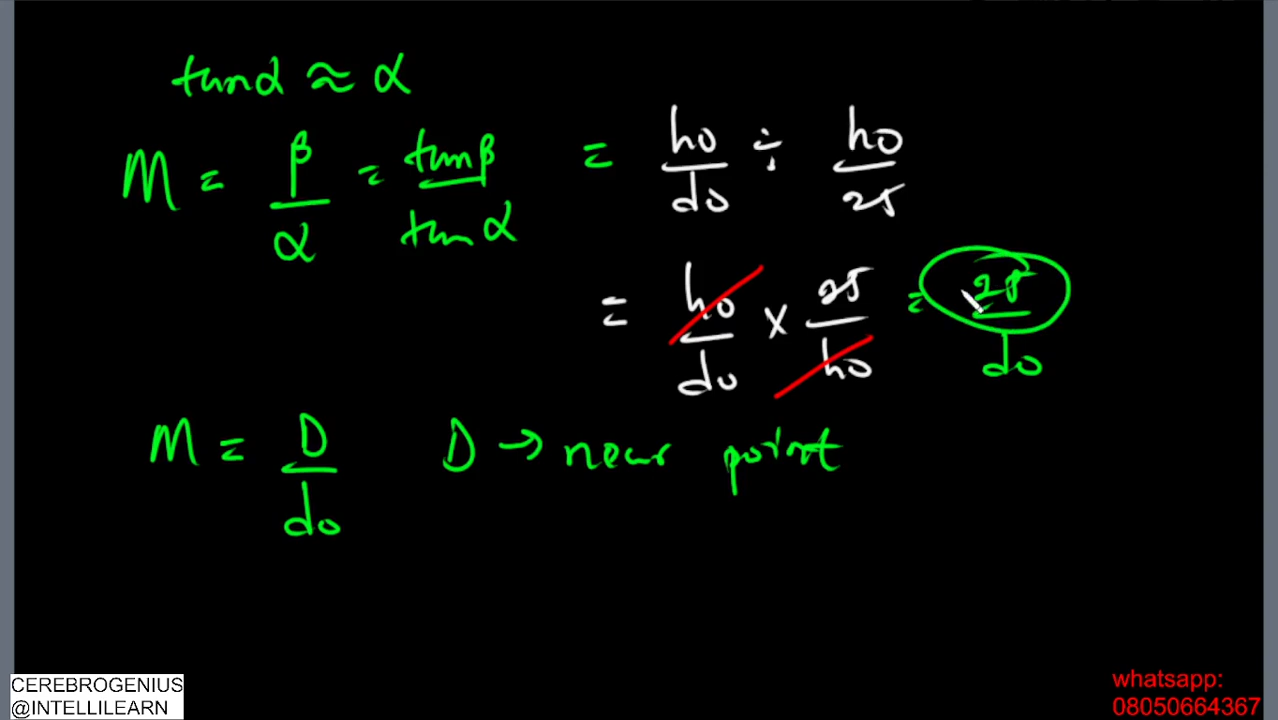 tanα ≈ α
M = β/α = tanβ/tanα = ho/do ÷ ho/25
= ho/do × 25/ho = 25/do
M = D/do D → near point
CEREBROGENIUS
@INTELLILEARN
whatsapp:
08050664367